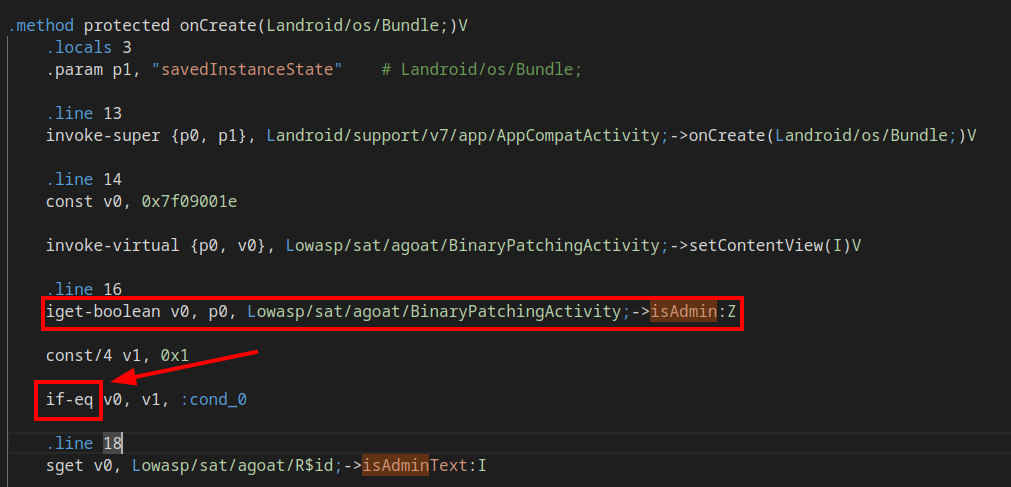 .method protected onCreate(Landroid/os/Bundle;)V
.locals 3
.param p1, "savedInstanceState" # Landroid/os/Bundle;
.line 13
invoke-super {p0, p1}, Landroid/support/v7/app/AppCompatActivity;->onCreate(Landroid/os/Bundle;)V
.line 14
const v0, 0x7f09001e
invoke-virtual {p0, v0}, Lowasp/sat/agoat/BinaryPatchingActivity;->setContentView(I)V
.line 16
iget-boolean v0, p0, Lowasp/sat/agoat/BinaryPatchingActivity;->isAdmin:Z
const/4 v1, 0x1
if-eq v0, v1, :cond_0
.line 18
sget v0, Lowasp/sat/agoat/R$id;->isAdminText:I